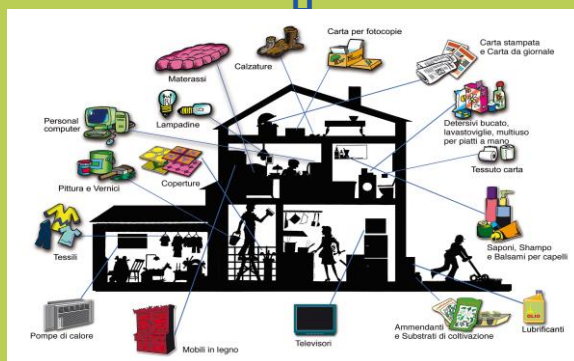 Carta per fotocopie
Carta stampata
e Carta da giornale
Calzature
Materassi
Lampadine
Personal
computer
Detersivi bucato,
lavastoviglie, multiuso
per piatti a mano
Tessuto carta
Pittura e Vernici
Coperture
Tessili
Saponi, Shampo
e Balsami per capelli
Pompe di calore
Mobili in legno
Televisori
Ammendanti
e Substrati di coltivazione
Lubrificanti
OLIO